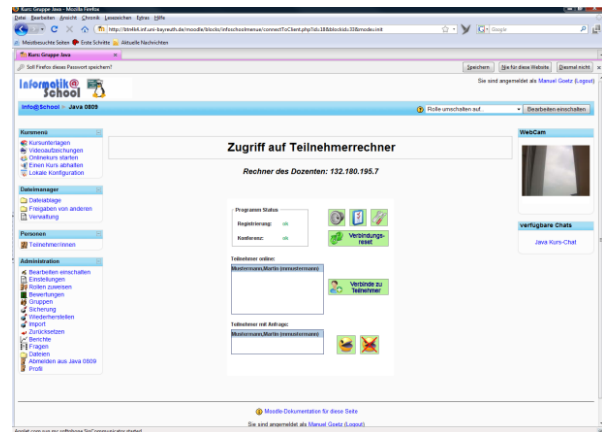 Kurs: Gruppe Java - Mozilla Firefox
Datei Bearbeiten Ansicht Chronik Lesezeichen Extras Hilfe
Google
Meistbesuchte Seiten Erste Schritte Aktuelle Nachrichten
Kurs: Gruppe Java
Soll Firefox dieses Passwort speichern?
Speichern Nie für diese Website Diesmal nicht
Informatik@
School
Sie sind angemeldet als Manuel Goetz (Logout)
Info@School ► Java 0809
Rolle umschalten auf...
Bearbeiten einschalten
Kursmenü
Kursunterlagen
Videoaufzeichungen
Onlinekurs starten
Einen Kurs abhalten
Lokale Konfiguration
Dateimanager
Dateiablage
Freigaben von anderen
Verwaltung
Personen
Teilnehmer/innen
Administration
Bearbeiten einschalten
Einstellungen
Rollen zuweisen
Bewertungen
Gruppen
Sicherung
Wiederherstellen
Import
Zurücksetzen
Berichte
Fragen
Dateien
Abmelden aus Java 0809
Profil
Zugriff auf Teilnehmerrechner
Rechner des Dozenten: 132.180.195.7
Programm Status
Registrierung: ok
Konferenz: ok
Verbindungs-
reset
Teilnehmer online:
Mustermann,Martin (mmustermann)
Verbinde zu
Teilnehmer
Teilnehmer mit Anfrage:
Mustermann,Martin (mmustermann)
WebCam
verfügbare Chats
Java Kurs-Chat
Moodle-Dokumentation für diese Seite
Sie sind angemeldet als Manuel Goetz (Logout)